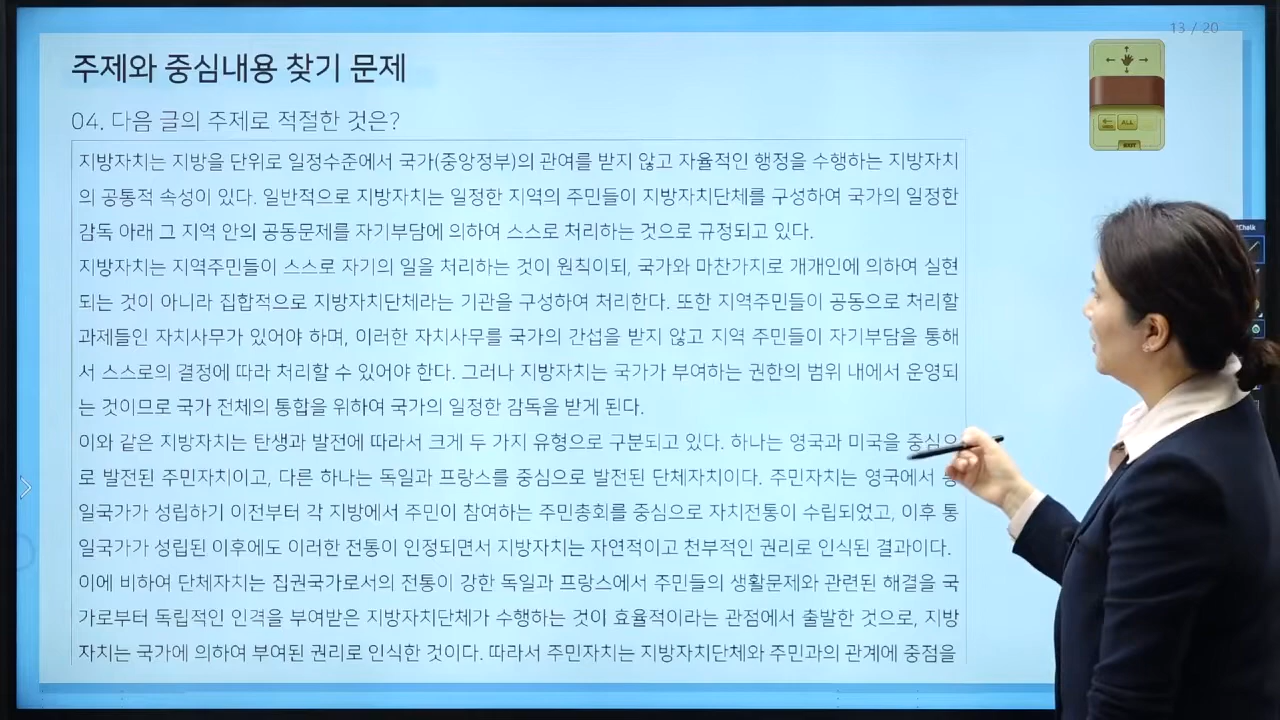 13 / 20
주제와 중심내용 찾기 문제
04. 다음 글의 주제로 적절한 것은?
지방자치는 지방을 단위로 일정수준에서 국가(중앙정부)의 관여를 받지 않고 자율적인 행정을 수행하는 지방자치
의 공통적 속성이 있다. 일반적으로 지방자치는 일정한 지역의 주민들이 지방자치단체를 구성하여 국가의 일정한
감독 아래 그 지역 안의 공동문제를 자기부담에 의하여 스스로 처리하는 것으로 규정되고 있다.
지방자치는 지역주민들이 스스로 자기의 일을 처리하는 것이 원칙이되, 국가와 마찬가지로 개개인에 의하여 실현
되는 것이 아니라 집합적으로 지방자치단체라는 기관을 구성하여 처리한다. 또한 지역주민들이 공동으로 처리할
과제들인 자치사무가 있어야 하며, 이러한 자치사무를 국가의 간섭을 받지 않고 지역 주민들이 자기부담을 통해
서 스스로의 결정에 따라 처리할 수 있어야 한다. 그러나 지방자치는 국가가 부여하는 권한의 범위 내에서 운영되
는 것이므로 국가 전체의 통합을 위하여 국가의 일정한 감독을 받게 된다.
이와 같은 지방자치는 탄생과 발전에 따라서 크게 두 가지 유형으로 구분되고 있다. 하나는 영국과 미국을 중심으
로 발전된 주민자치이고, 다른 하나는 독일과 프랑스를 중심으로 발전된 단체자치이다. 주민자치는 영국에서
일국가가 성립하기 이전부터 각 지방에서 주민이 참여하는 주민총회를 중심으로 자치전통이 수립되었고, 이후 통
일국가가 성립된 이후에도 이러한 전통이 인정되면서 지방자치는 자연적이고 천부적인 권리로 인식된 결과이다.
이에 비하여 단체자치는 집권국가로서의 전통이 강한 독일과 프랑스에서 주민들의 생활문제와 관련된 해결을 국
가로부터 독립적인 인격을 부여받은 지방자치단체가 수행하는 것이 효율적이라는 관점에서 출발한 것으로, 지방
자치는 국가에 의하여 부여된 권리로 인식한 것이다. 따라서 주민자치는 지방자치단체와 주민과의 관계에 중점을
ALL
EXIT